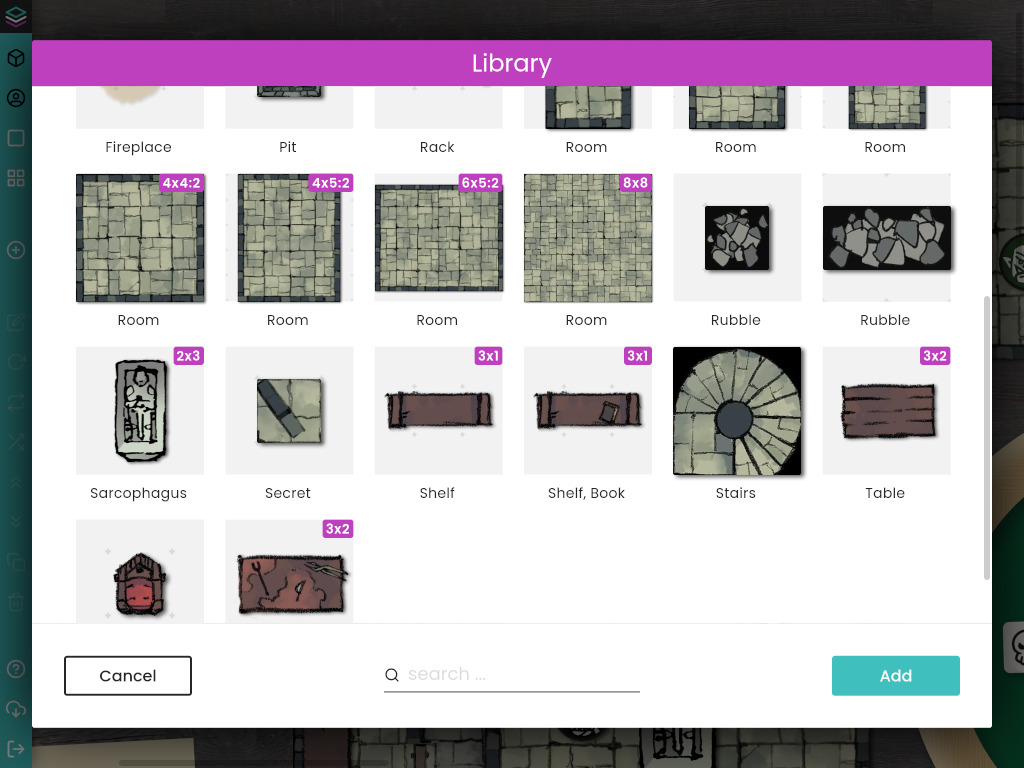 Library
Fireplace Pit Rack Room Room Room
4x4:2 4x5:2 6x5:2 8x8
Room Room Room Room Rubble Rubble
2x3 3x1 3x1 3x2
Sarcophagus Secret Shelf Shelf, Book Stairs Table
3x2
Cancel search ... Add